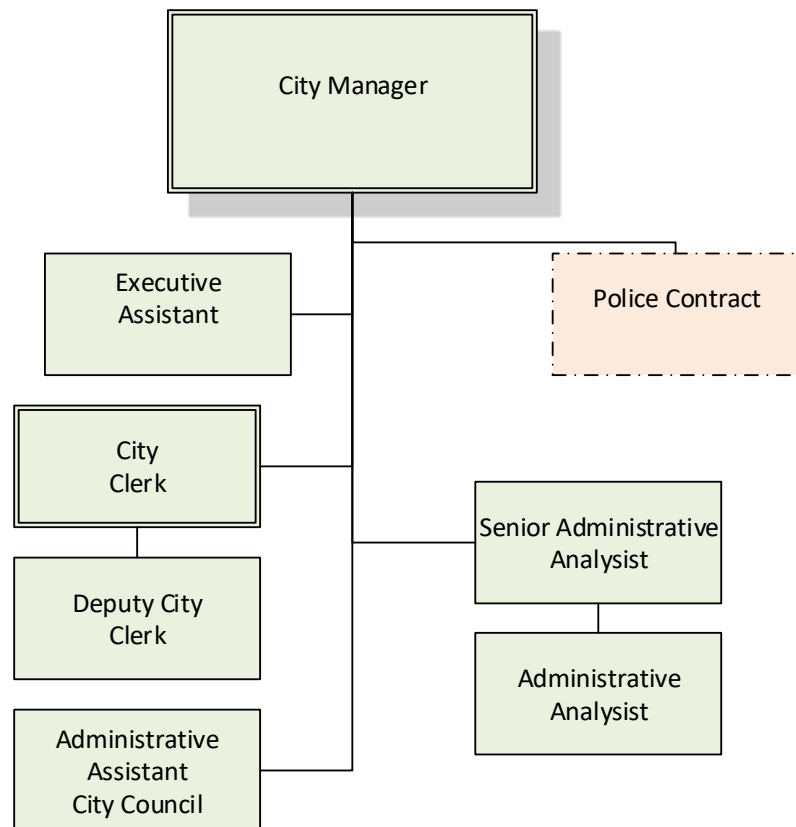 City Manager
Executive
Assistant
Police Contract
City
Clerk
Senior Administrative
Analysist
Deputy City
Clerk
Administrative
Analysist
Administrative
Assistant
City Council